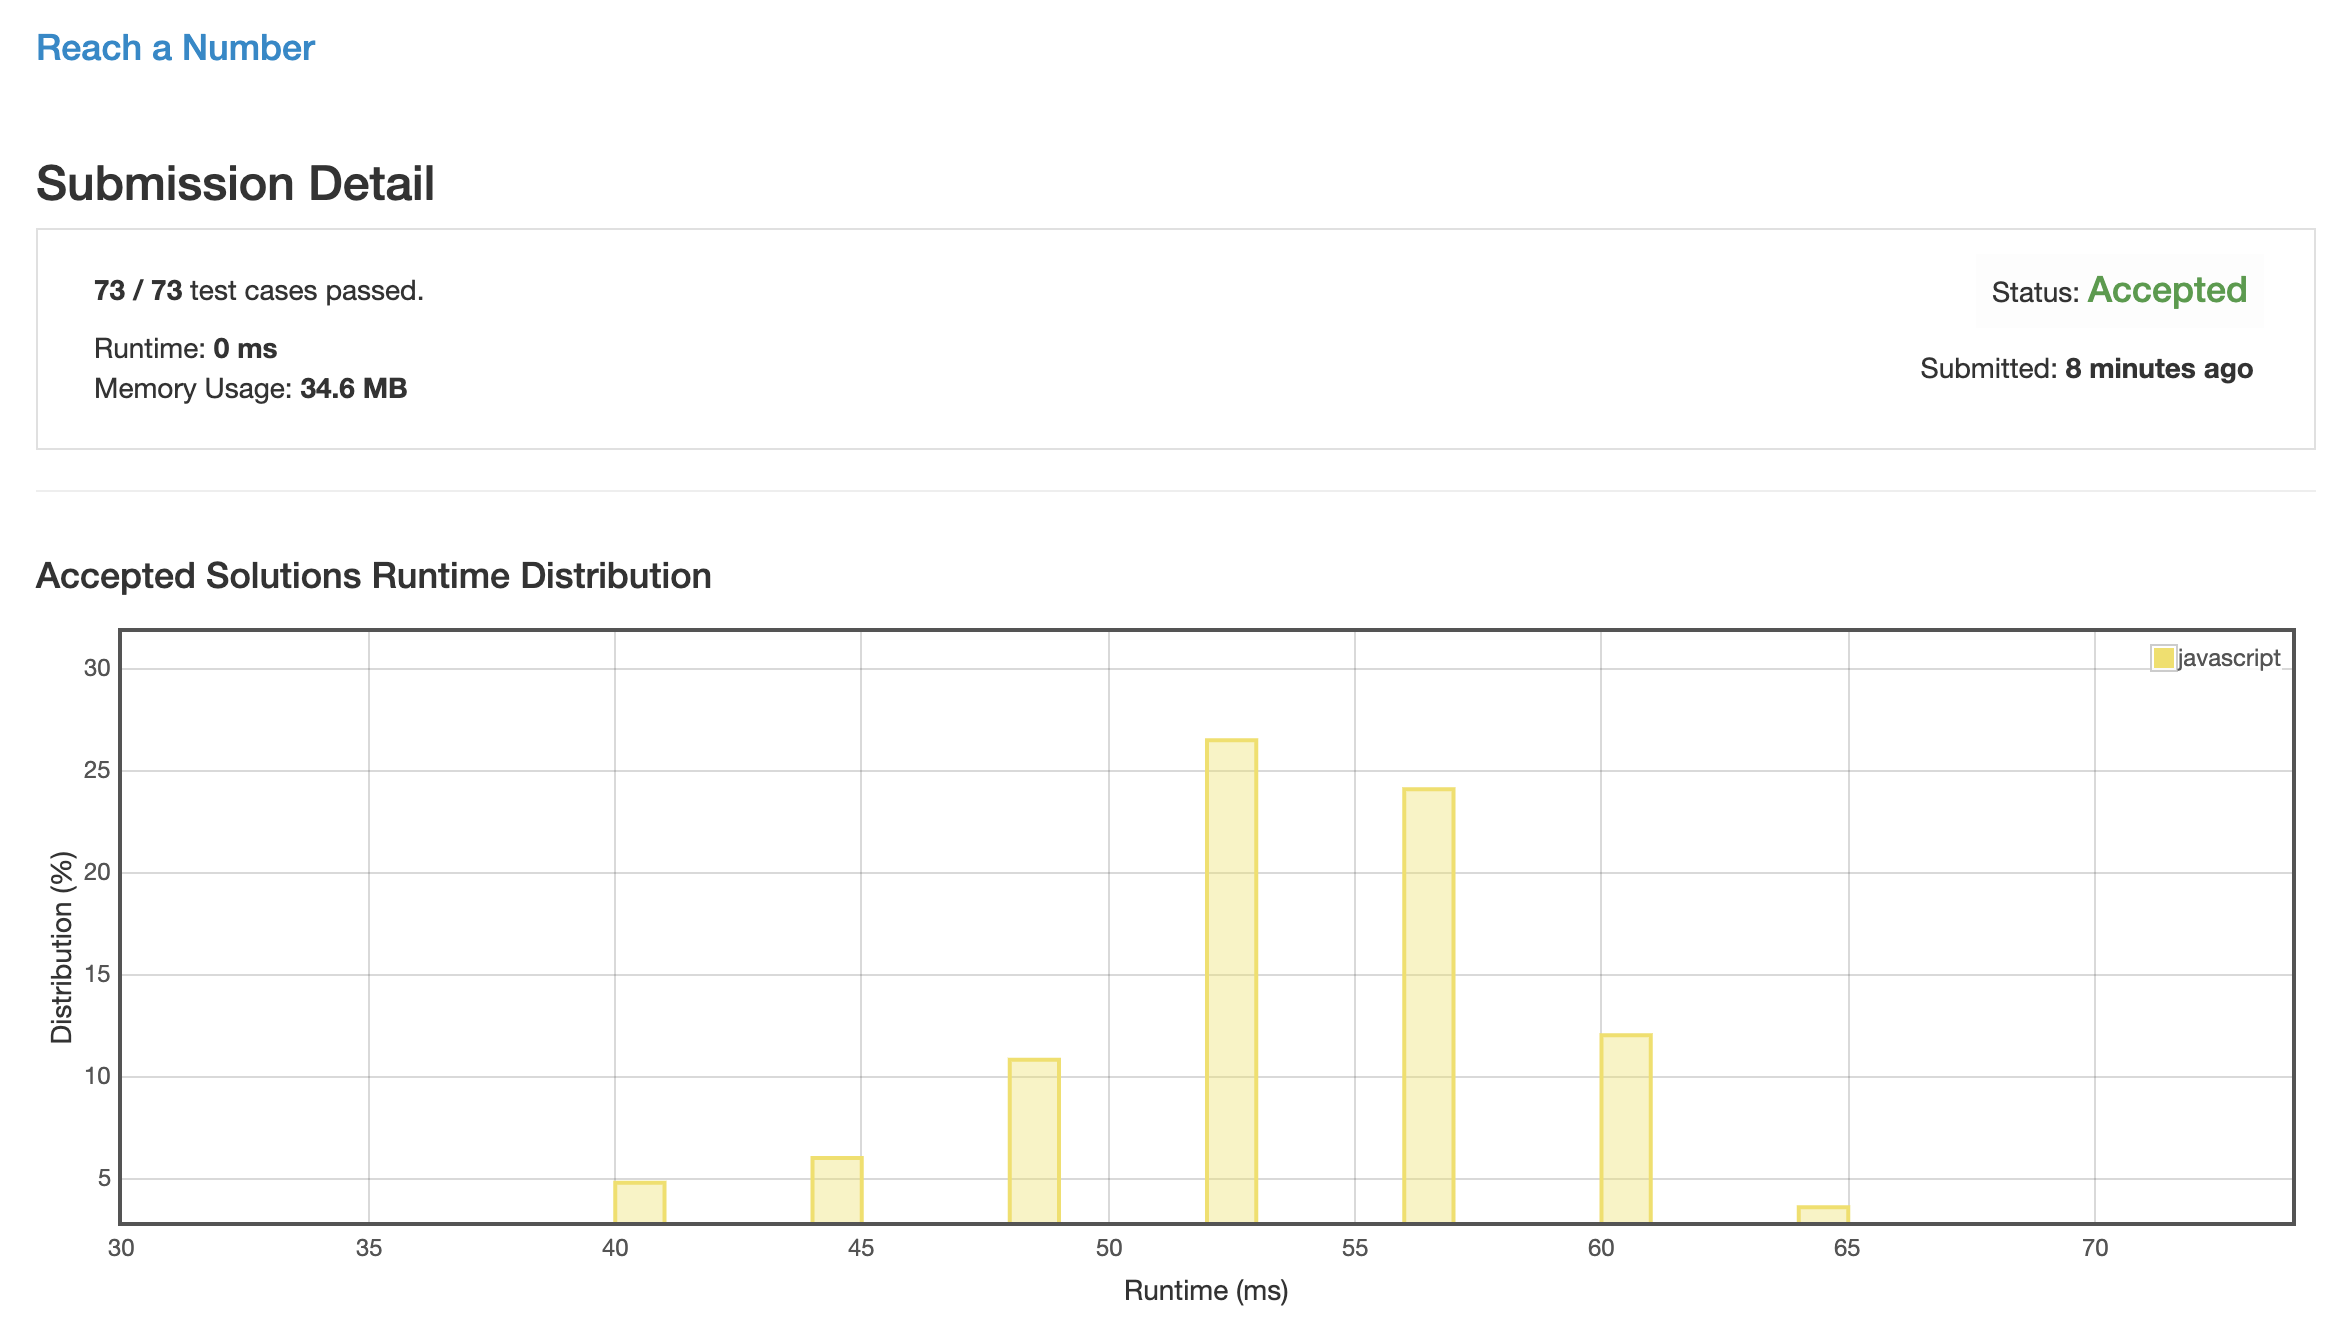 Reach a Number
Submission Detail
73 / 73 test cases passed.
Status: Accepted
Runtime: 0 ms
Submitted: 8 minutes ago
Memory Usage: 34.6 MB
Accepted Solutions Runtime Distribution
javascript
30
25
20
15
10
5
Distribution (%)
30 35 40 45 50 55 60 65 70
Runtime (ms)